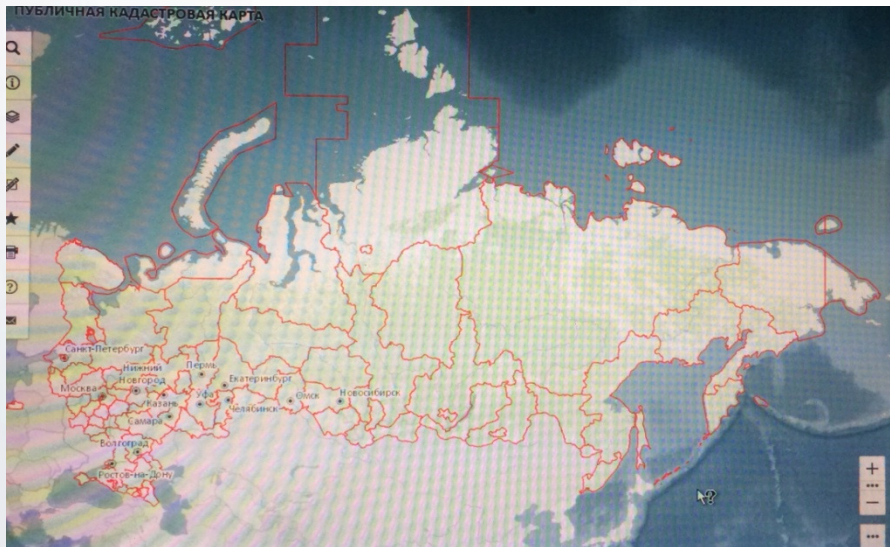 ПУБЛИЧНАЯ КАДАСТРОВАЯ КАРТА
Санкт-Петербург
Нижний
Новгород
Пермь
Москва
Екатеринбург
Казань
Уфа
Челябинск
Омск
Новосибирск
Самара
Волгоград
Ростов-на-Дону